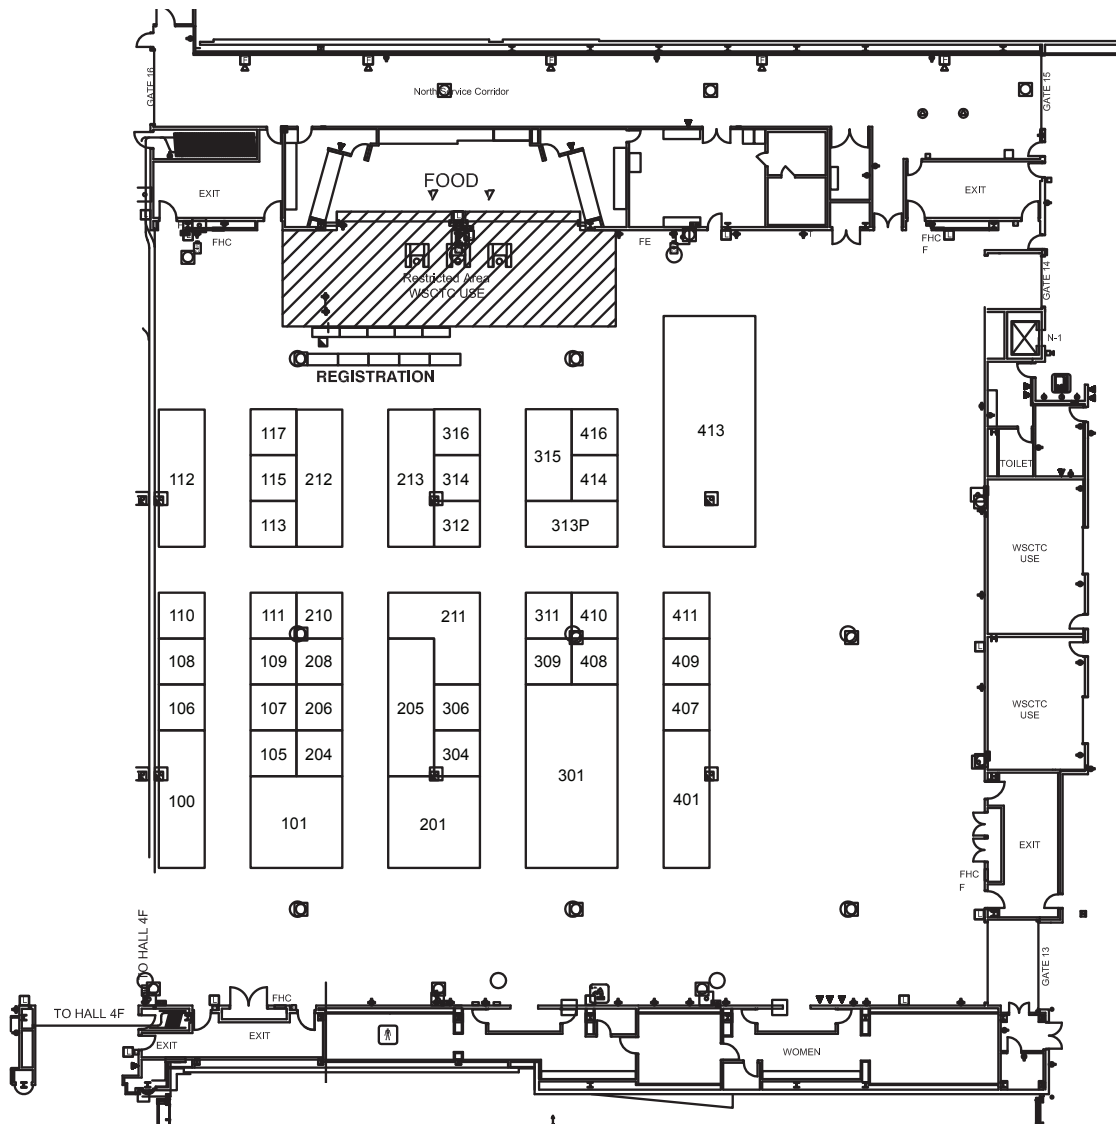 GATE 16
North Service Corridor
GATE 15
EXIT
FOOD
EXIT
FHC
FE
FHC
F
Restricted Area
WSCTC USE
GATE 14
N-1
REGISTRATION
117
316
416
413
112
115
212
213
314
315
414
TOILET
113
312
313P
WSCTC
USE
110
111
210
211
311
410
411
108
109
208
309
408
409
106
107
206
205
306
407
WSCTC
USE
105
204
304
301
100
101
201
401
EXIT
FHC
F
TO HALL 4F
GATE 13
FHC
TO HALL 4F
EXIT
EXIT
WOMEN